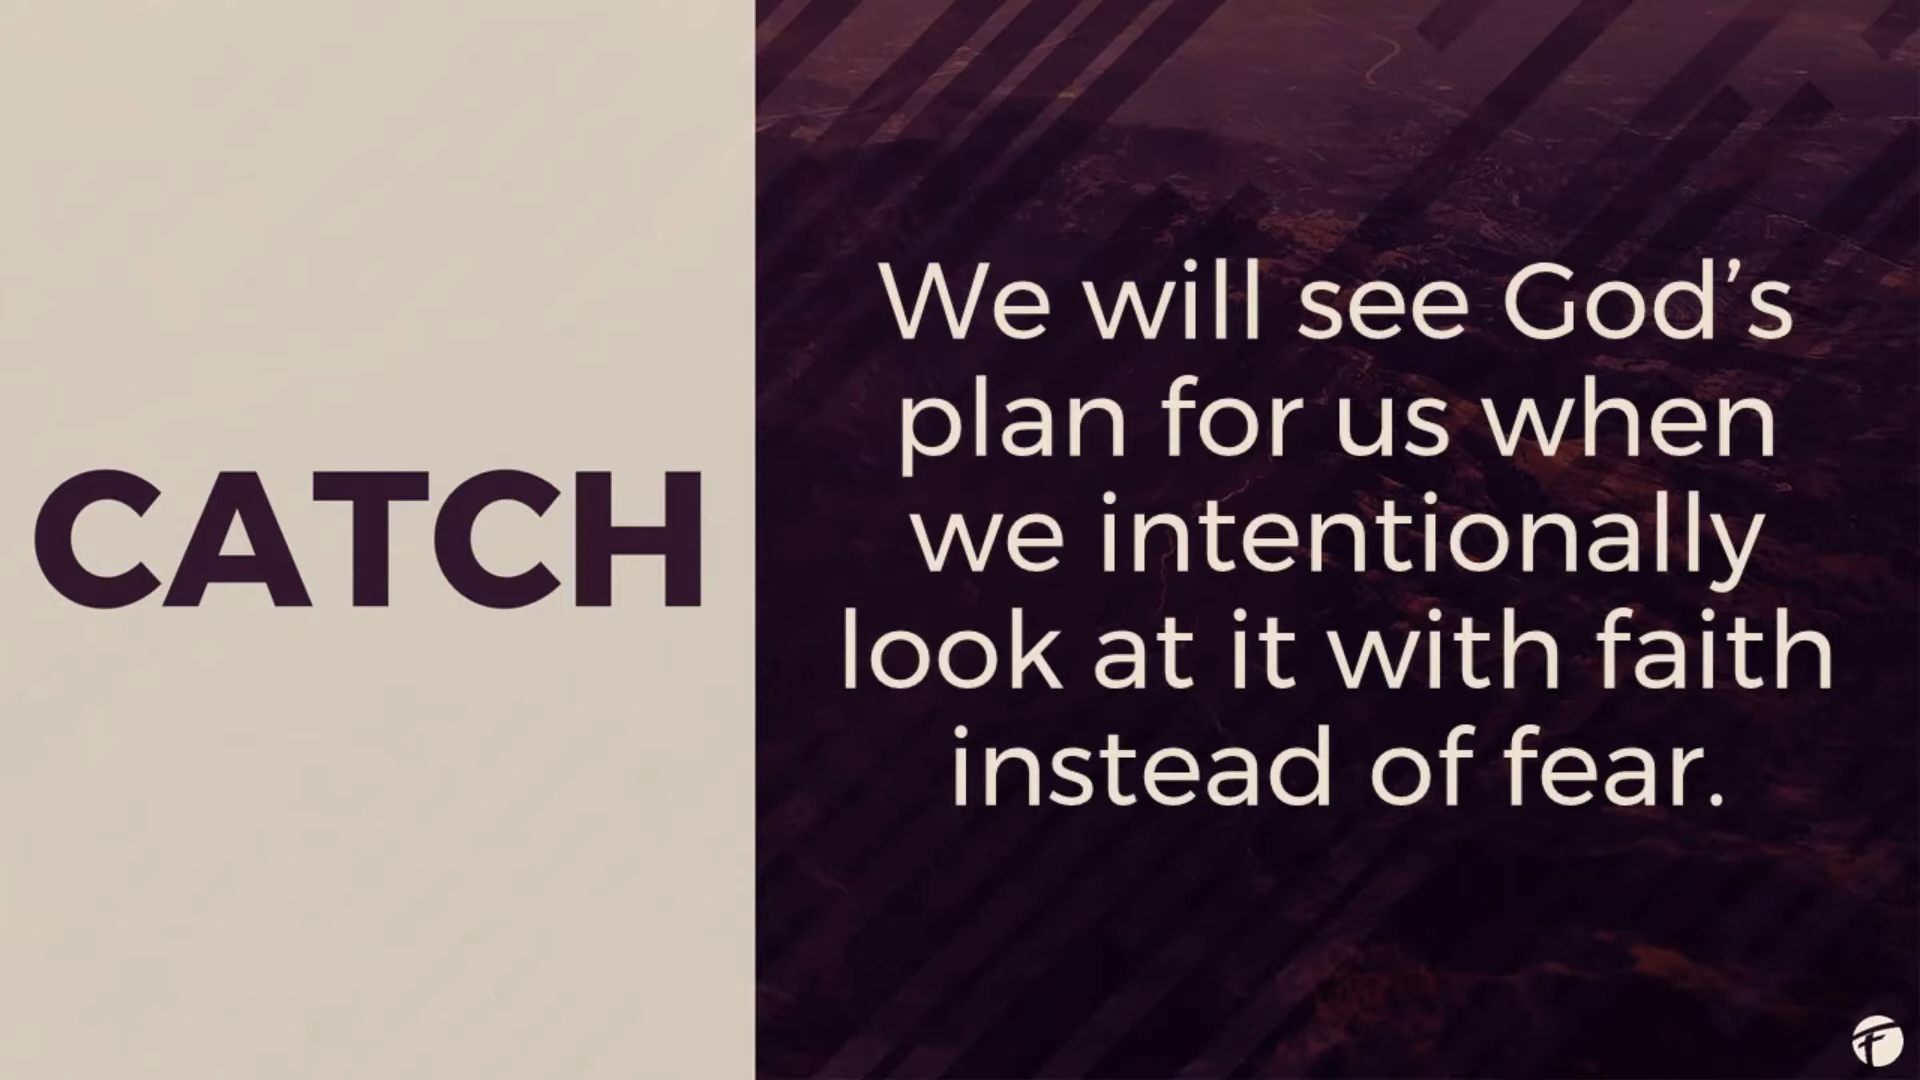 CATCH
We will see God’s
plan for us when
we intentionally
look at it with faith
instead of fear.